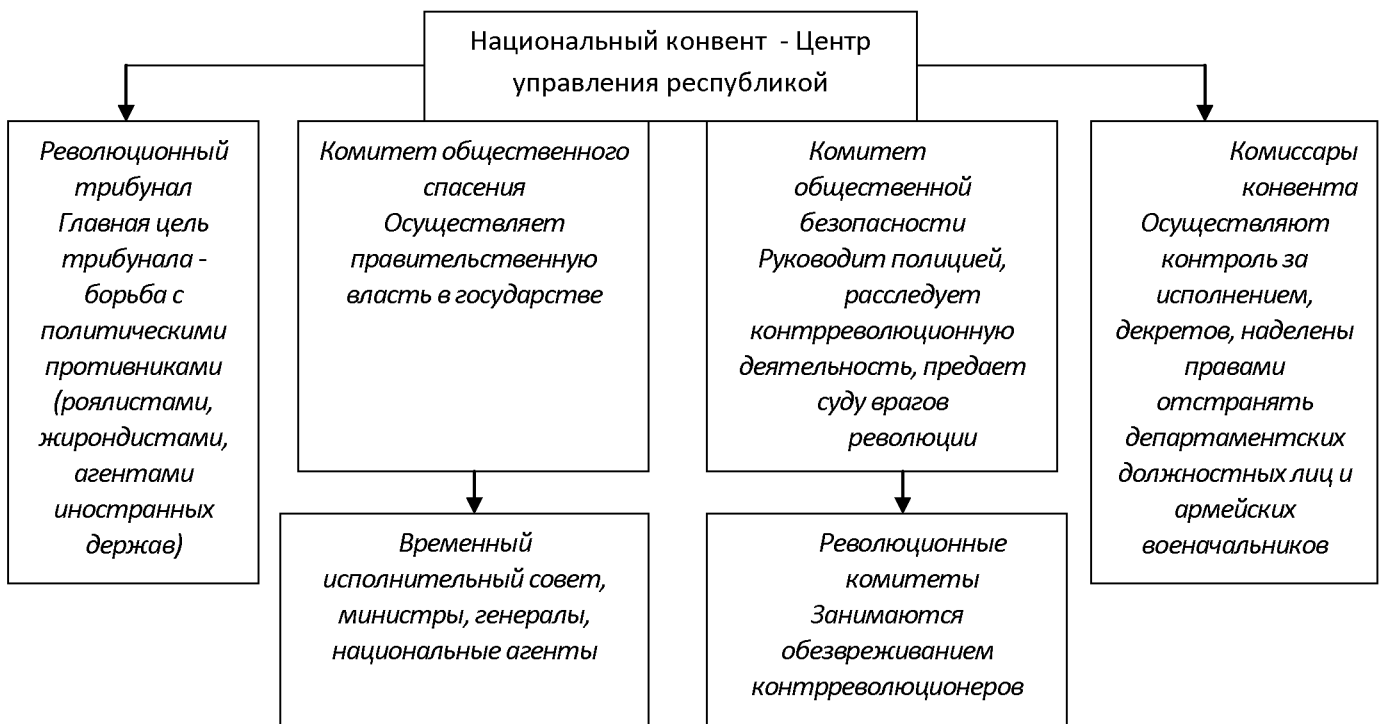 Национальный конвент - Центр
управления республикой
Революционный
трибунал
Главная цель
трибунала -
борьба с
политическими
противниками
(роялистами,
жирондистами,
агентами
иностранных
держав)
Комитет общественного
спасения
Осуществляет
правительственную
власть в государстве
Комитет
общественной
безопасности
Руководит полицией,
расследует
контрреволюционную
деятельность, предает
суду врагов
революции
Комиссары
конвента
Осуществляют
контроль за
исполнением,
декретов, наделены
правами
отстранять
департаментских
должностных лиц и
армейских
военачальников
Временный
исполнительный совет,
министры, генералы,
национальные агенты
Революционные
комитеты
Занимаются
обезвреживанием
контрреволюционеров